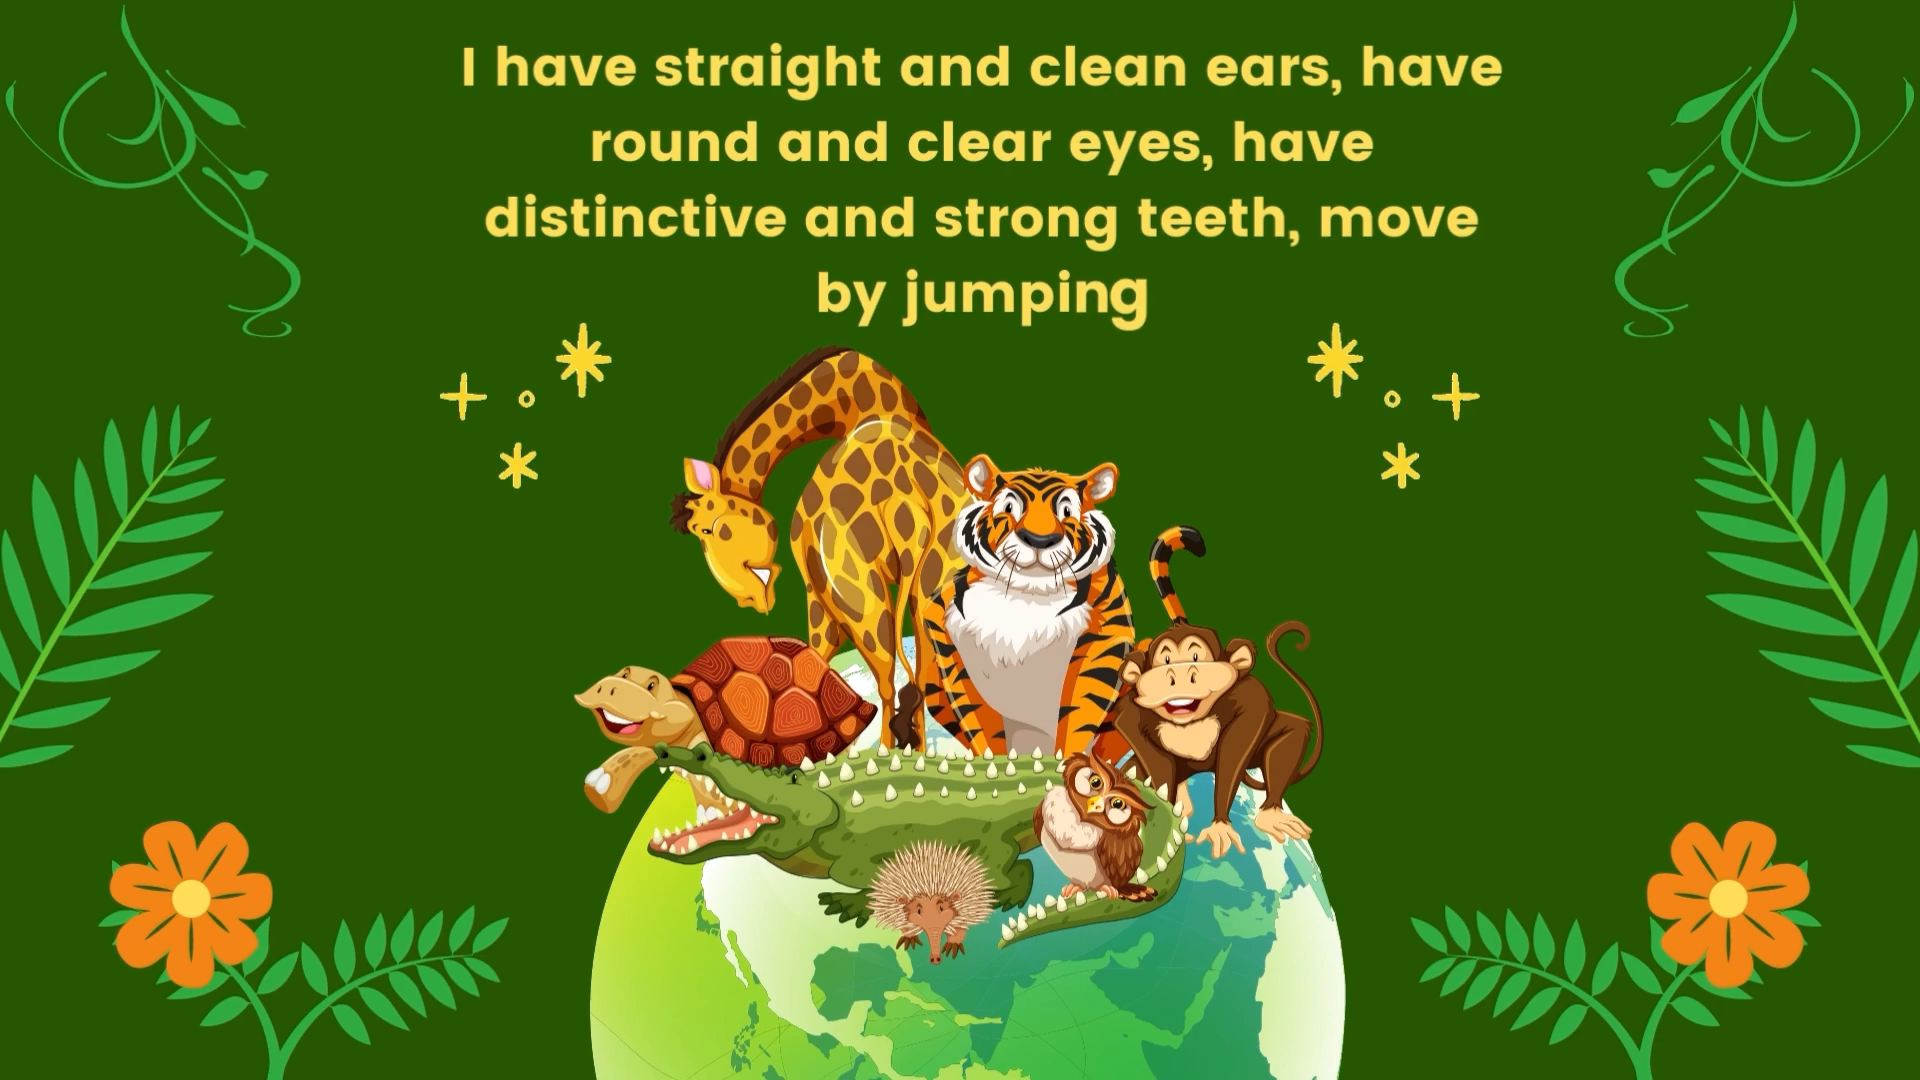 I have straight and clean ears, have
round and clear eyes, have
distinctive and strong teeth, move
by jumping